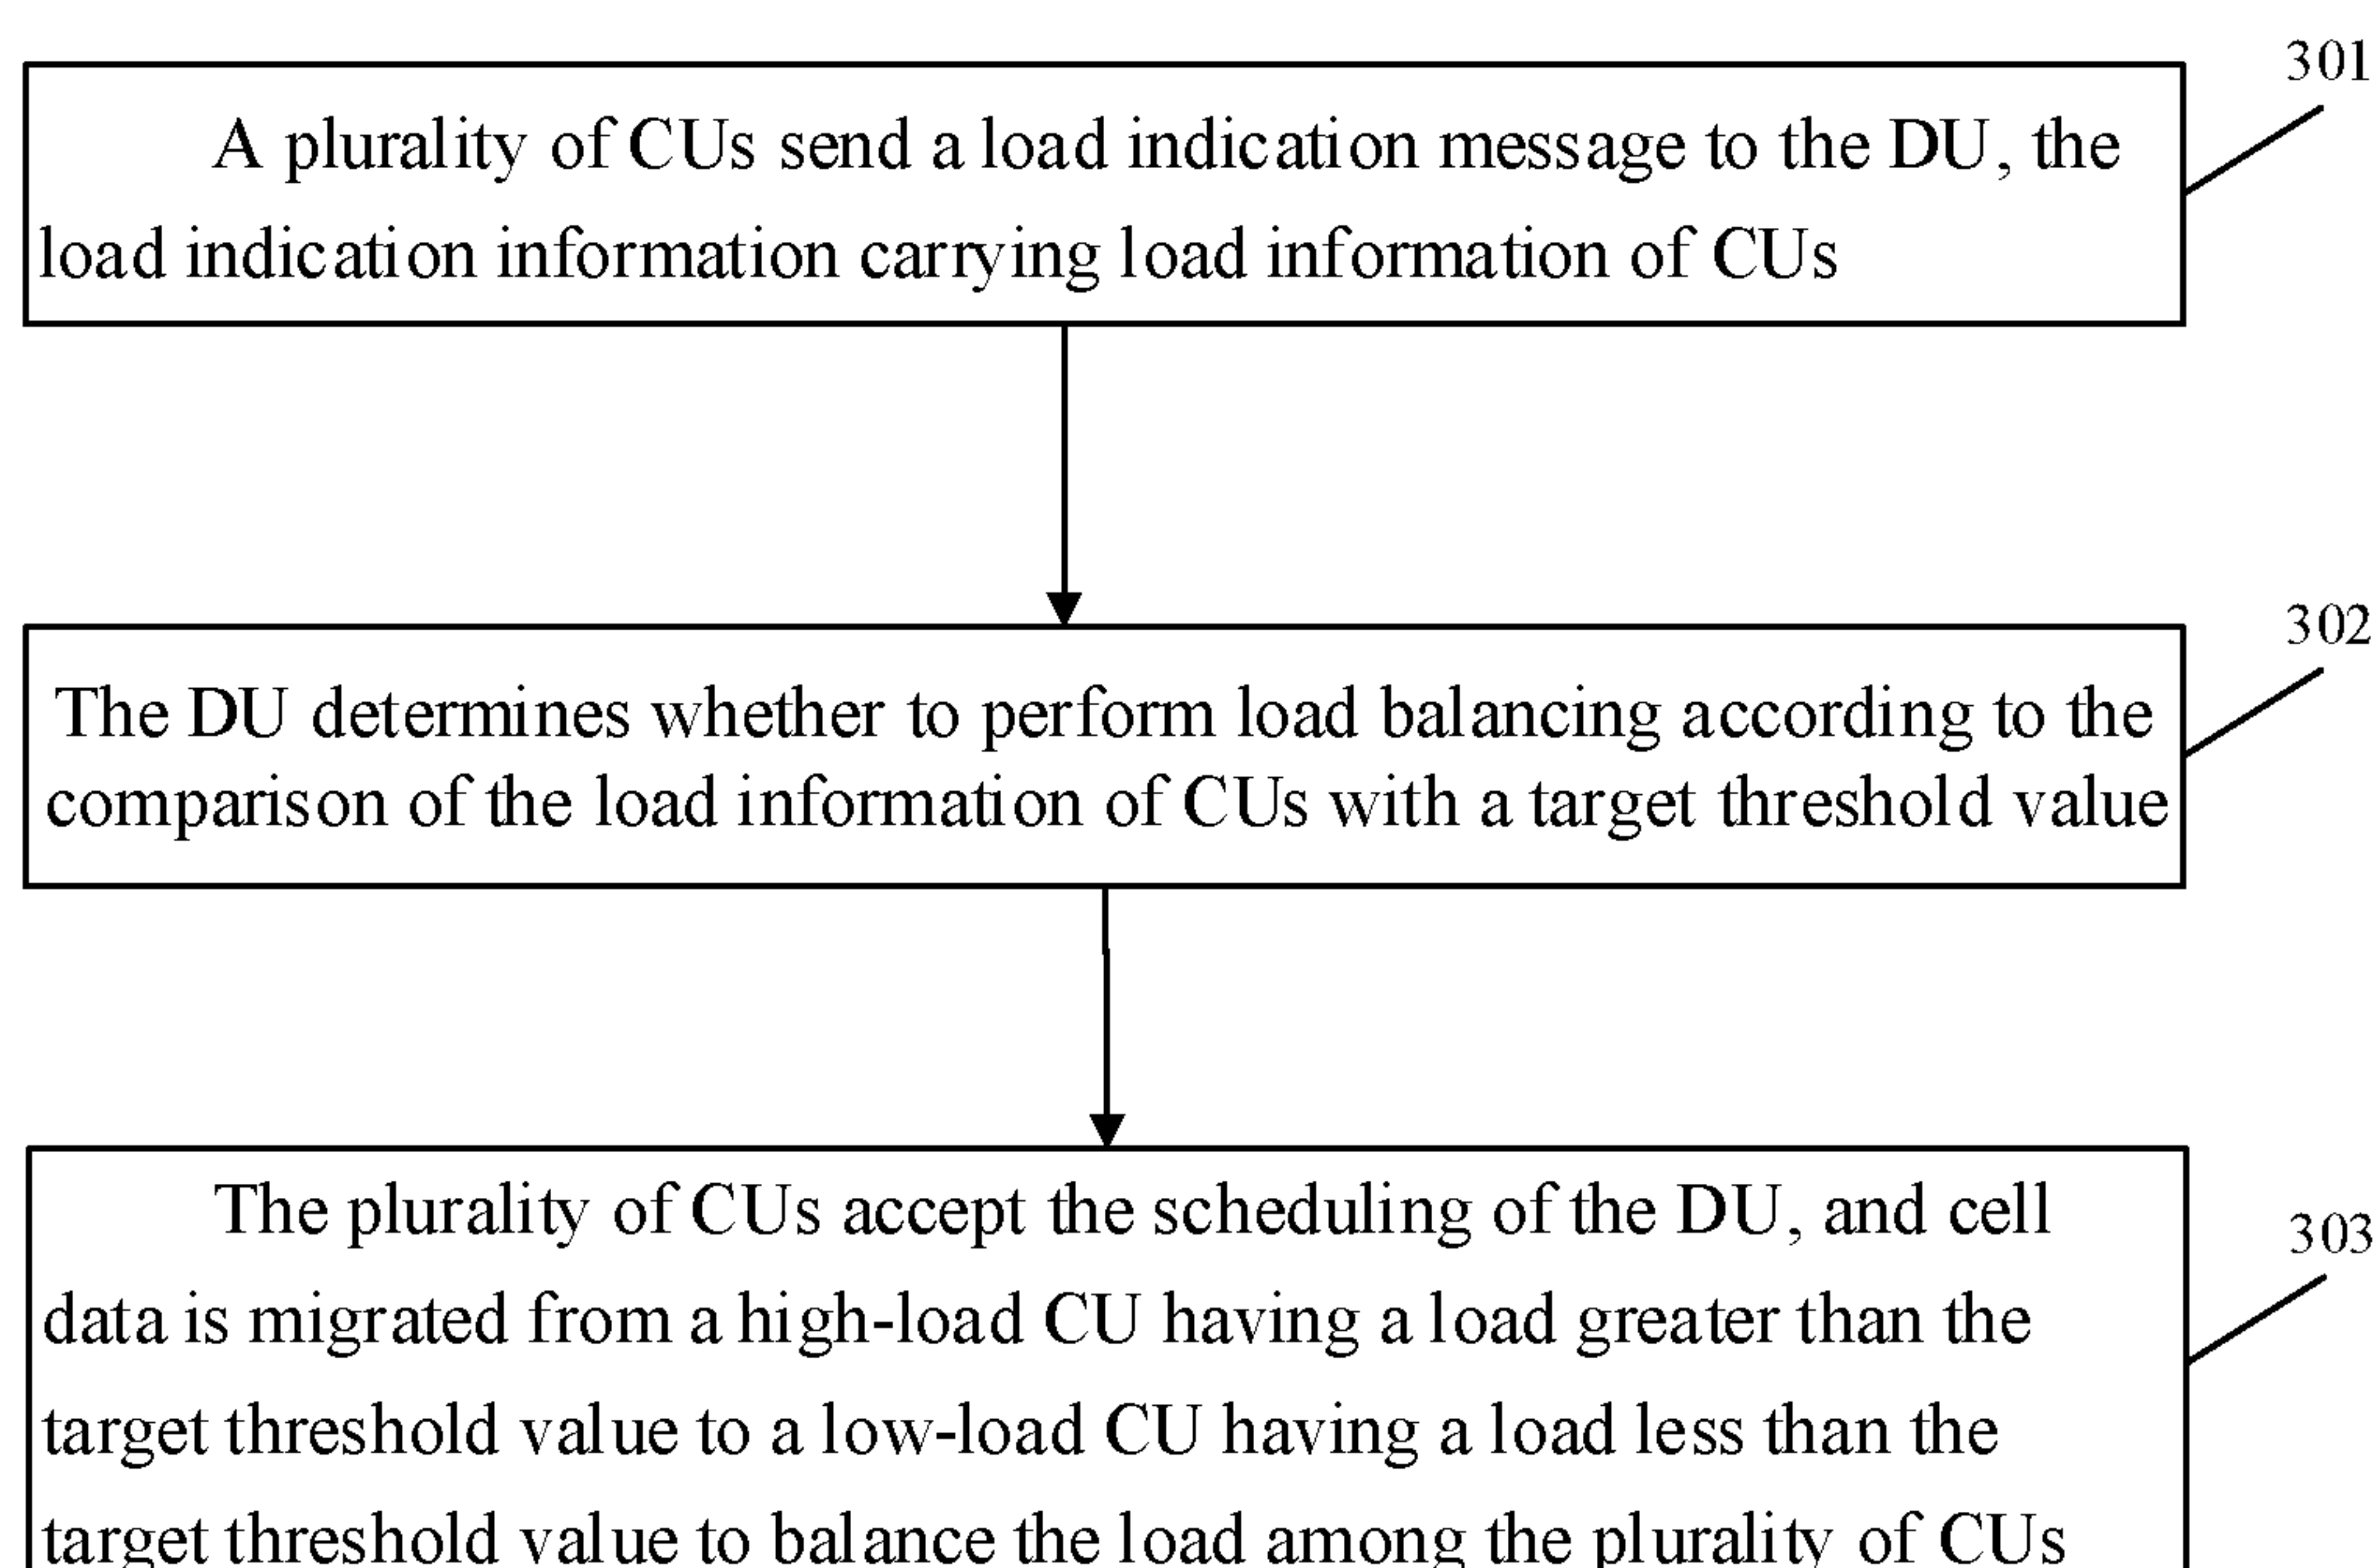 301
A plurality of CUs send a load indication message to the DU, the
load indication information carrying load information of CUs
302
The DU determines whether to perform load balancing according to the
comparison of the load information of CUs with a target threshold value
303
The plurality of CUs accept the scheduling of the DU, and cell
data is migrated from a high-load CU having a load greater than the
target threshold value to a low-load CU having a load less than the
target threshold value to balance the load among the plurality of CUs